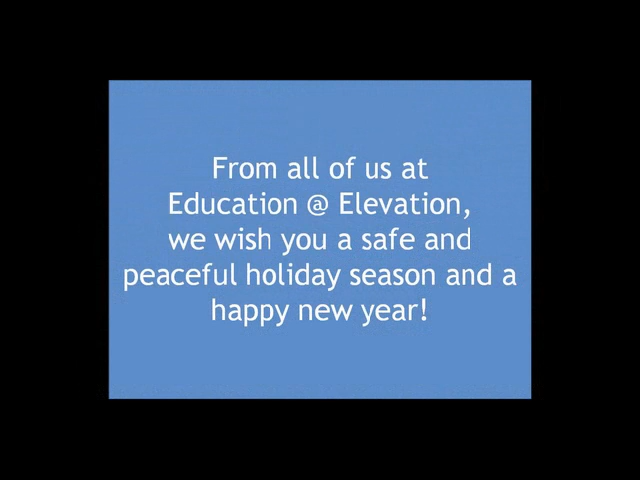 From all of us at
Education @ Elevation,
we wish you a safe and
peaceful holiday season and a
happy new year!